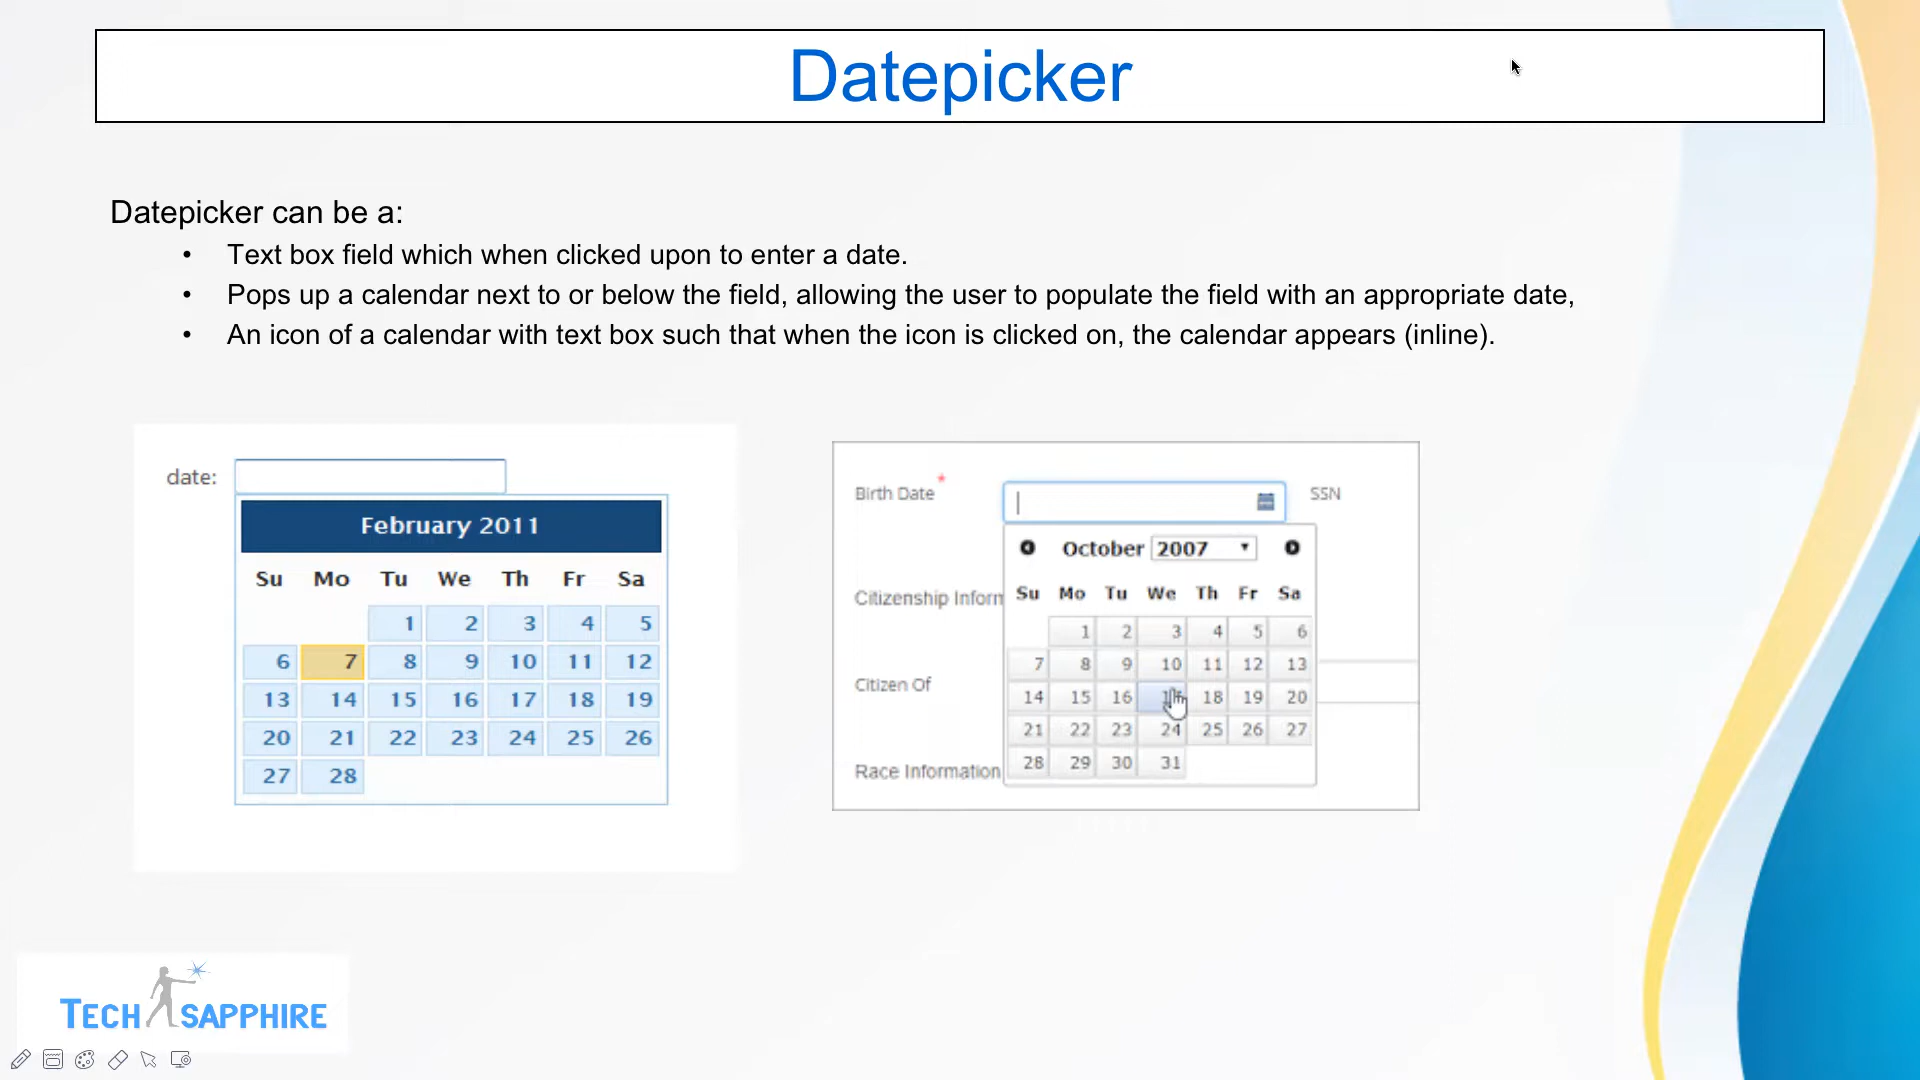 Datepicker
Datepicker can be a:
• Text box field which when clicked upon to enter a date.
• Pops up a calendar next to or below the field, allowing the user to populate the field with an appropriate date,
• An icon of a calendar with text box such that when the icon is clicked on, the calendar appears (inline).
date:
February 2011
Su Mo Tu We Th Fr Sa
1 2 3 4 5
6 7 8 9 10 11 12
13 14 15 16 17 18 19
20 21 22 23 24 25 26
27 28
Birth Date * SSN
October 2007
Citizenship Inform
Su Mo Tu We Th Fr Sa
1 2 3 4 5 6
7 8 9 10 11 12 13
Citizen Of
14 15 16 18 19 20
21 22 23 24 25 26 27
28 29 30 31
Race Information
TECH SAPPHIRE